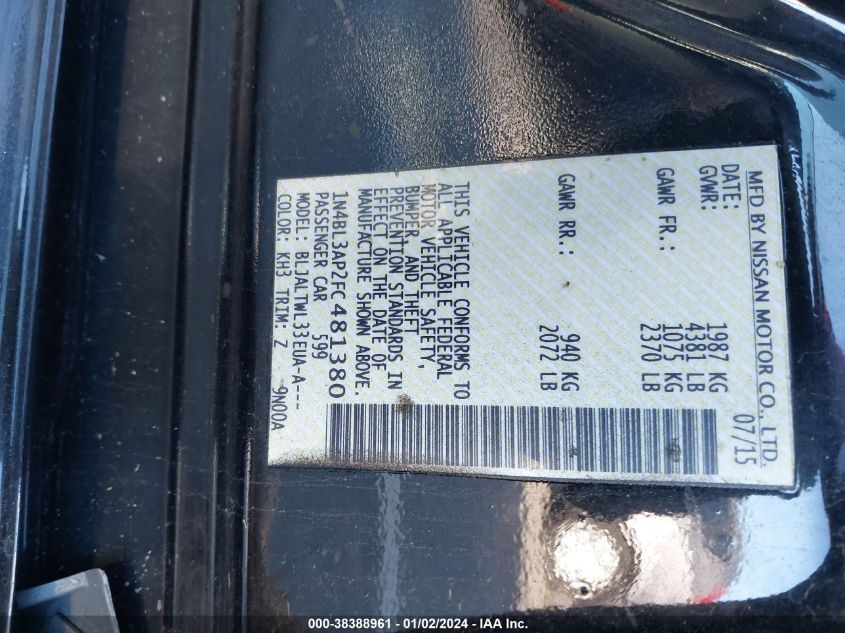 MFD BY NISSAN MOTOR CO., LTD.
DATE: 07/15
GVWR: 1987 KG
4381 LB
GAWR FR.: 1075 KG
2370 LB
GAWR RR.: 940 KG
2072 LB
THIS VEHICLE CONFORMS TO
ALL APPLICABLE FEDERAL
MOTOR VEHICLE SAFETY,
BUMPER, AND THEFT
PREVENTION STANDARDS IN
EFFECT ON THE DATE OF
MANUFACTURE SHOWN ABOVE.
1N4BL3AP2FC481380
PASSENGER CAR 599
MODEL: BLJALTWL33EUA-A---
COLOR: KH3 TRIM: Z 9N00A
000-38388961 - 01/02/2024 - IAA Inc.